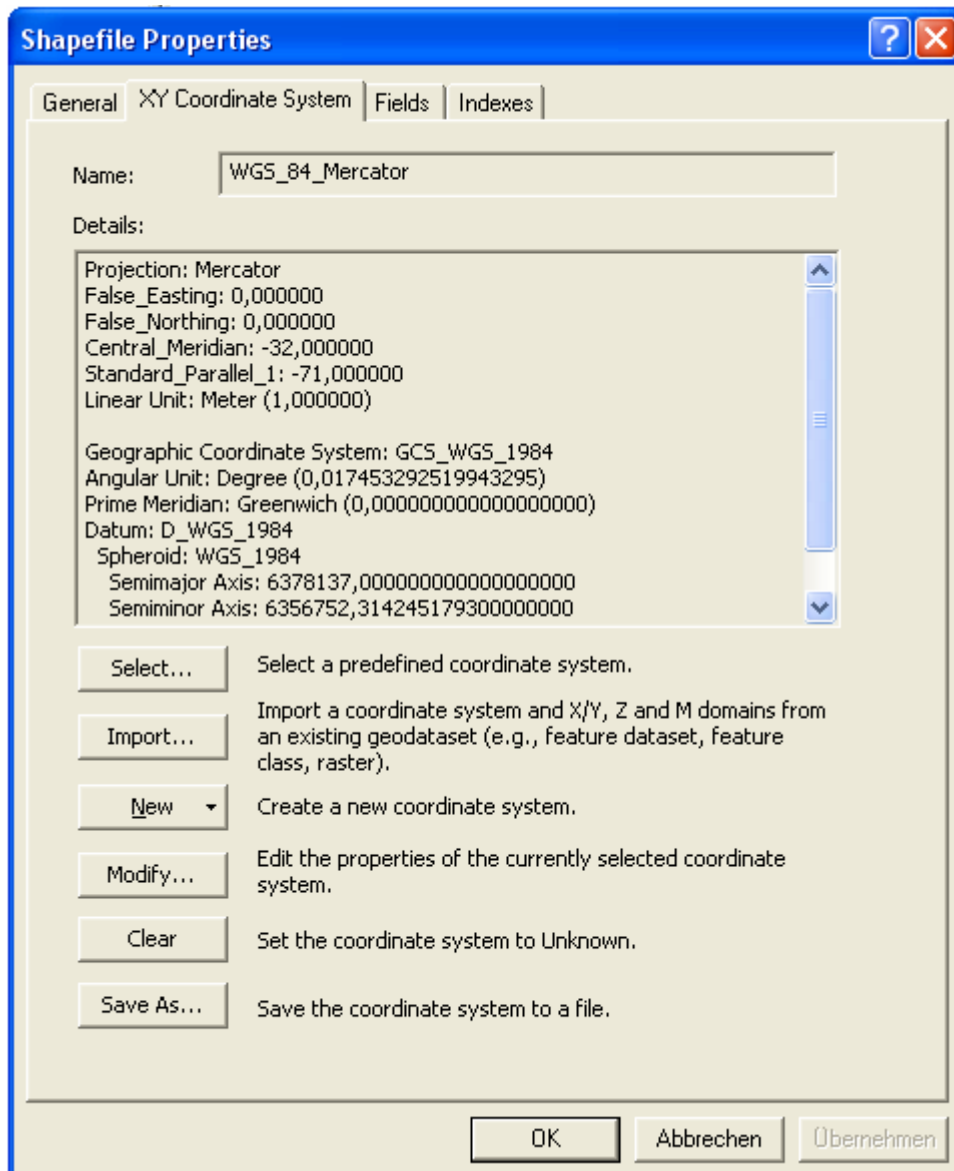 Shapefile Properties
General XY Coordinate System Fields Indexes
Name: WGS_84_Mercator
Details:
Projection: Mercator
False_Easting: 0,000000
False_Northing: 0,000000
Central_Meridian: -32,000000
Standard_Parallel_1: -71,000000
Linear Unit: Meter (1,000000)
Geographic Coordinate System: GCS_WGS_1984
Angular Unit: Degree (0,017453292519943295)
Prime Meridian: Greenwich (0,000000000000000000)
Datum: D_WGS_1984
Spheroid: WGS_1984
Semimajor Axis: 6378137,000000000000000000
Semiminor Axis: 6356752,314245179300000000
Select... Select a predefined coordinate system.
Import... Import a coordinate system and X/Y, Z and M domains from
an existing geodataset (e.g., feature dataset, feature
class, raster).
New Create a new coordinate system.
Modify... Edit the properties of the currently selected coordinate
system.
Clear Set the coordinate system to Unknown.
Save As... Save the coordinate system to a file.
OK Abbrechen Übernehmen